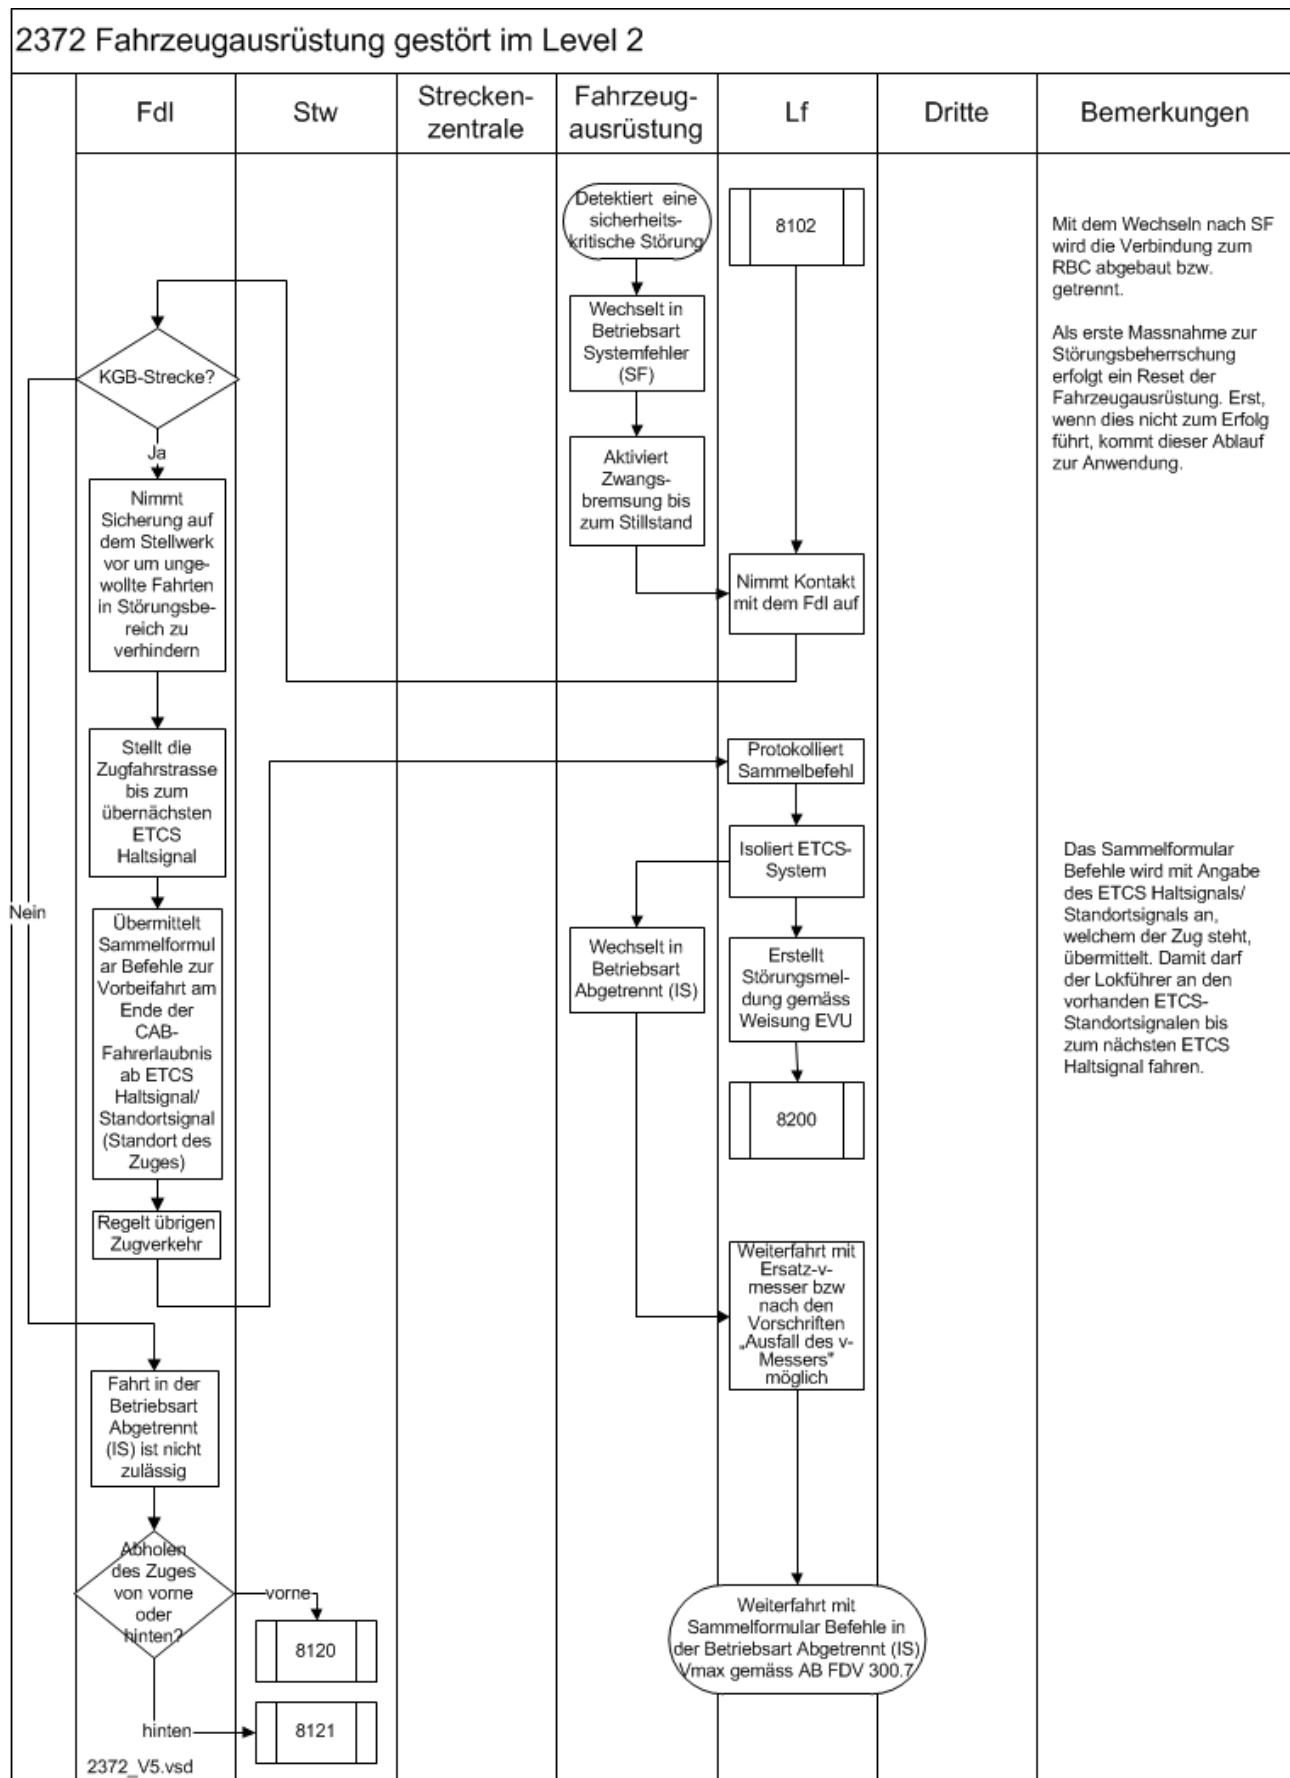 2372 Fahrzeugausrüstung gestört im Level 2
Fdl
Stw
Strecken-
zentrale
Fahrzeug-
ausrüstung
Lf
Dritte
Bemerkungen
Detektiert eine
sicherheits-
kritische Störung
8102
Mit dem Wechseln nach SF
wird die Verbindung zum
RBC abgebaut bzw.
getrennt.
Als erste Massnahme zur
Störungsbeherrschung
erfolgt ein Reset der
Fahrzeugausrüstung. Erst,
wenn dies nicht zum Erfolg
führt, kommt dieser Ablauf
zur Anwendung.
Wechselt in
Betriebsart
Systemfehler
(SF)
KGB-Strecke?
Ja
Aktiviert
Zwangs-
bremsung bis
zum Stillstand
Nimmt
Sicherung auf
dem Stellwerk
vor um unge-
wollte Fahrten
in Störungsbe-
reich zu
verhindern
Nimmt Kontakt
mit dem Fdl auf
Stellt die
Zugfahrstrasse
bis zum
übernächsten
ETCS
Haltsignal
Protokolliert
Sammelbefehl
Isoliert ETCS-
System
Das Sammelformular
Befehle wird mit Angabe
des ETCS Haltsignals/
Standortsignals an,
welchem der Zug steht,
übermittelt. Damit darf
der Lokführer an den
vorhanden ETCS-
Standortsignalen bis
zum nächsten ETCS
Haltsignal fahren.
Nein
Übermittelt
Sammelformul
ar Befehle zur
Vorbeifahrt am
Ende der
CAB-
Fahrerlaubnis
ab ETCS
Haltsignal/
Standortsignal
(Standort des
Zuges)
Wechselt in
Betriebsart
Abgetrennt (IS)
Erstellt
Störungsmel-
dung gemäss
Weisung EVU
8200
Regelt übrigen
Zugverkehr
Weiterfahrt mit
Ersatz-v-
messer bzw
nach den
Vorschriften
„Ausfall des v-
Messers"
möglich
Fahrt in der
Betriebsart
Abgetrennt
(IS) ist nicht
zulässig
Abholen
des Zuges
von vorne
oder
hinten?
vorne
8120
hinten
8121
Weiterfahrt mit
Sammelformular Befehle in
der Betriebsart Abgetrennt (IS)
Vmax gemäss AB FDV 300.7
2372_V5.vsd